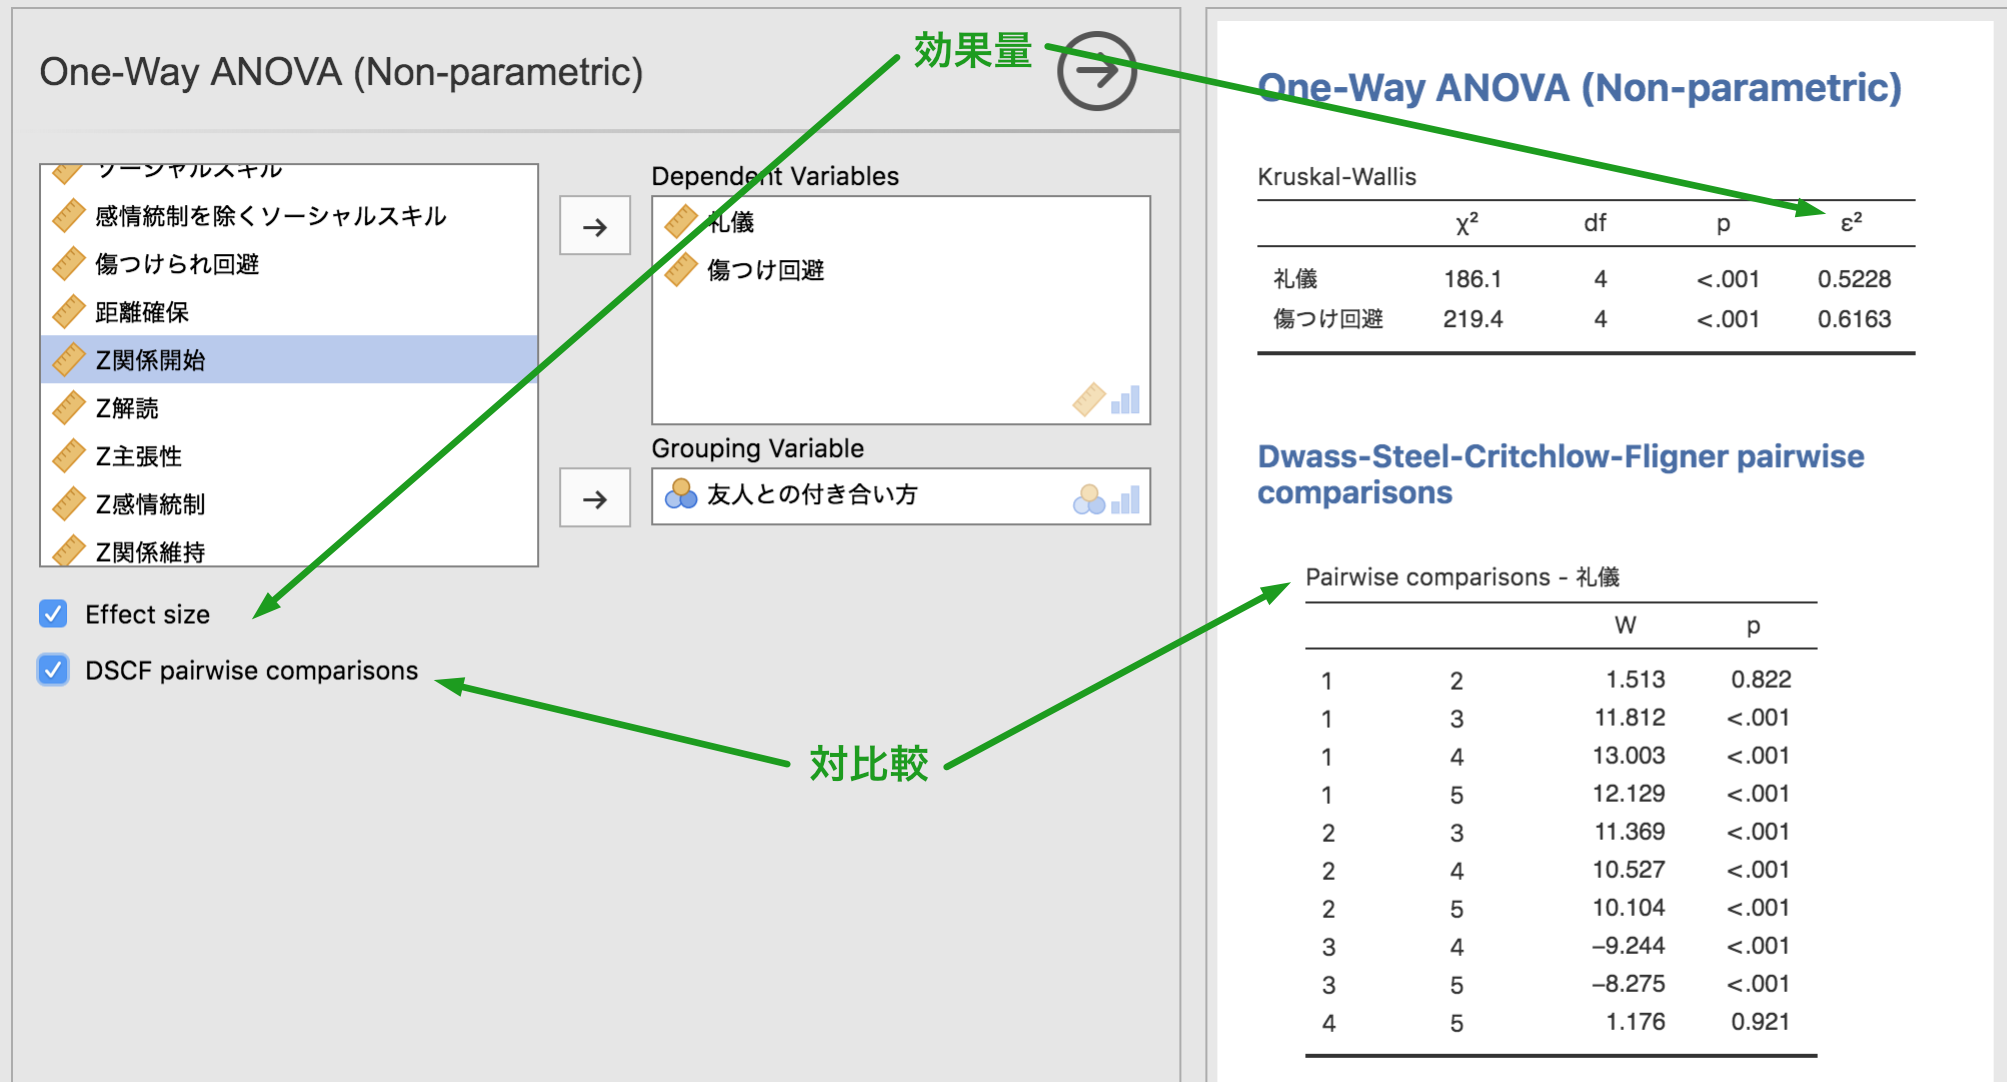 効果量
One-Way ANOVA (Non-parametric)
ソーシャルスキル
感情統制を除くソーシャルスキル
傷つけられ回避
距離確保
Z関係開始
Z解読
Z主張性
Z感情統制
Z関係維持
Dependent Variables
礼儀
傷つけ回避
Grouping Variable
友人との付き合い方
Effect size
DSCF pairwise comparisons
対比較
One-Way ANOVA (Non-parametric)
Kruskal-Wallis
χ² df p ε²
礼儀 186.1 4 <.001 0.5228
傷つけ回避 219.4 4 <.001 0.6163
Dwass-Steel-Critchlow-Fligner pairwise
comparisons
Pairwise comparisons - 礼儀
W p
1 2 1.513 0.822
1 3 11.812 <.001
1 4 13.003 <.001
1 5 12.129 <.001
2 3 11.369 <.001
2 4 10.527 <.001
2 5 10.104 <.001
3 4 −9.244 <.001
3 5 −8.275 <.001
4 5 1.176 0.921